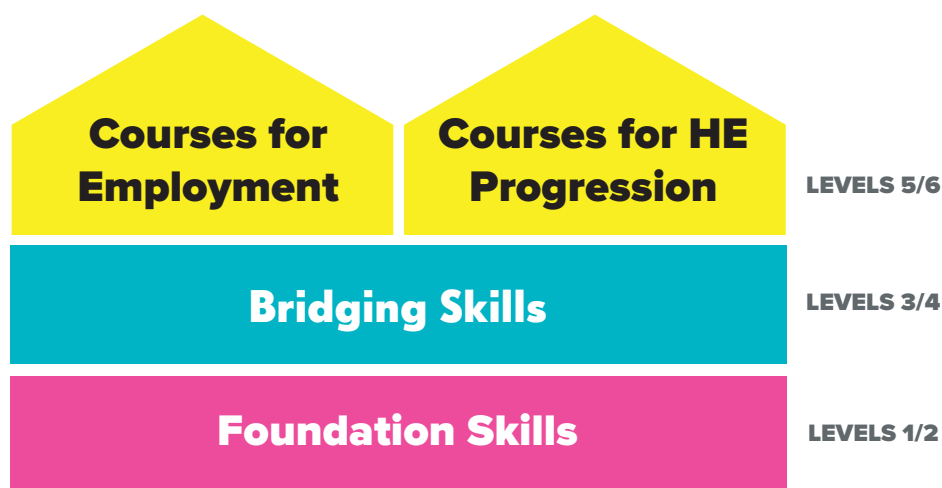 Courses for
Employment
Courses for HE
Progression
LEVELS 5/6
Bridging Skills
LEVELS 3/4
Foundation Skills
LEVELS 1/2